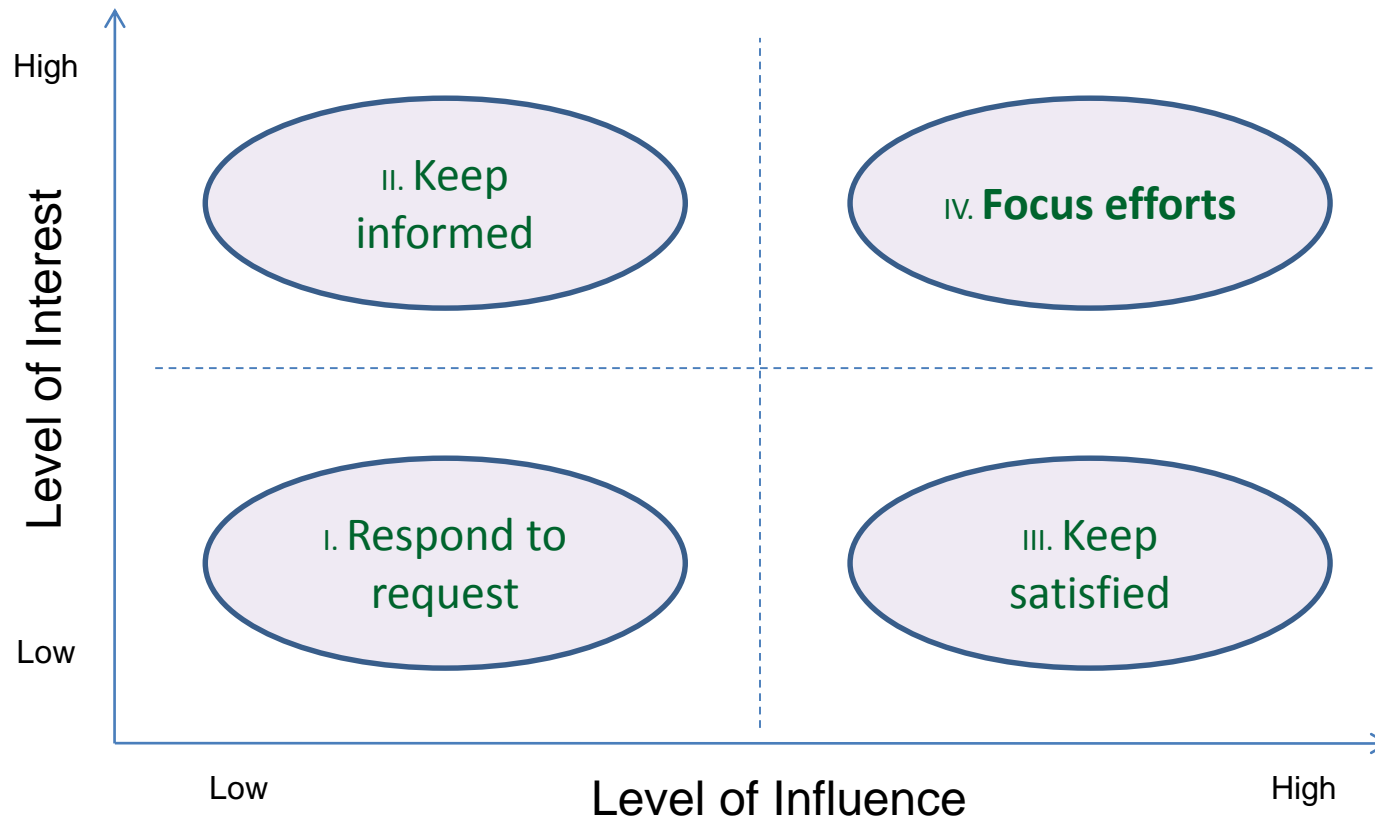 High
II. Keep
informed
IV. Focus efforts
Level of Interest
I. Respond to
request
III. Keep
satisfied
Low
Low
Level of Influence
High